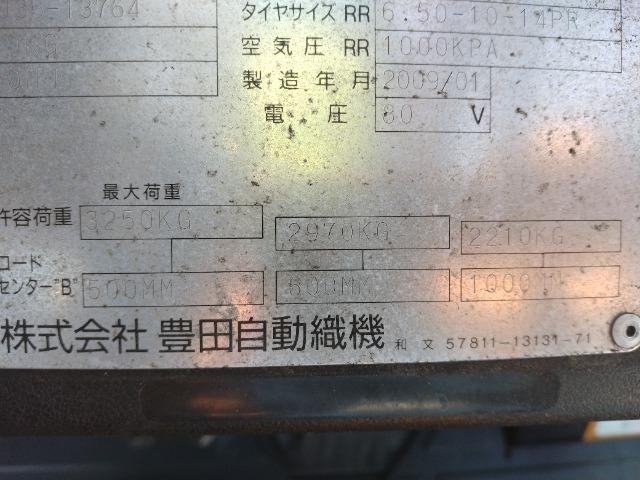 -13764 タイヤサイズ RR 6.50-10-14PR
空気圧 RR 1000KPA
製造年月 2009/01
電圧 80 V
最大荷重
許容荷重 3250KG 2970KG 2210KG
ロード
センター"B" 500MM 600MM 1000MM
株式会社 豊田自動織機 和文 57811-13131-71